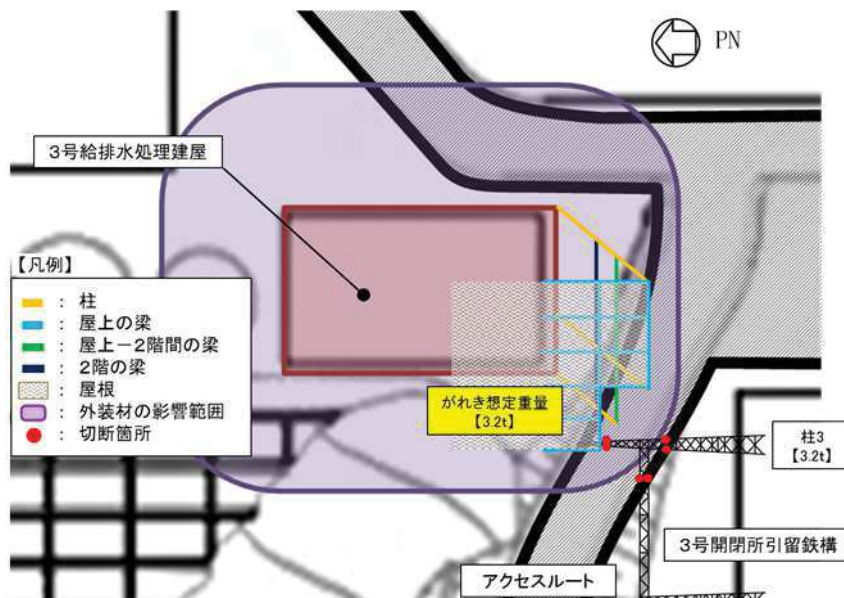 PN
3号給排水処理建屋
【凡例】
: 柱
: 屋上の梁
: 屋上-2階間の梁
: 2階の梁
: 屋根
: 外装材の影響範囲
: 切断箇所
がれき想定重量
【3.2t】
柱3
【3.2t】
3号開閉所引留鉄構
アクセスルート